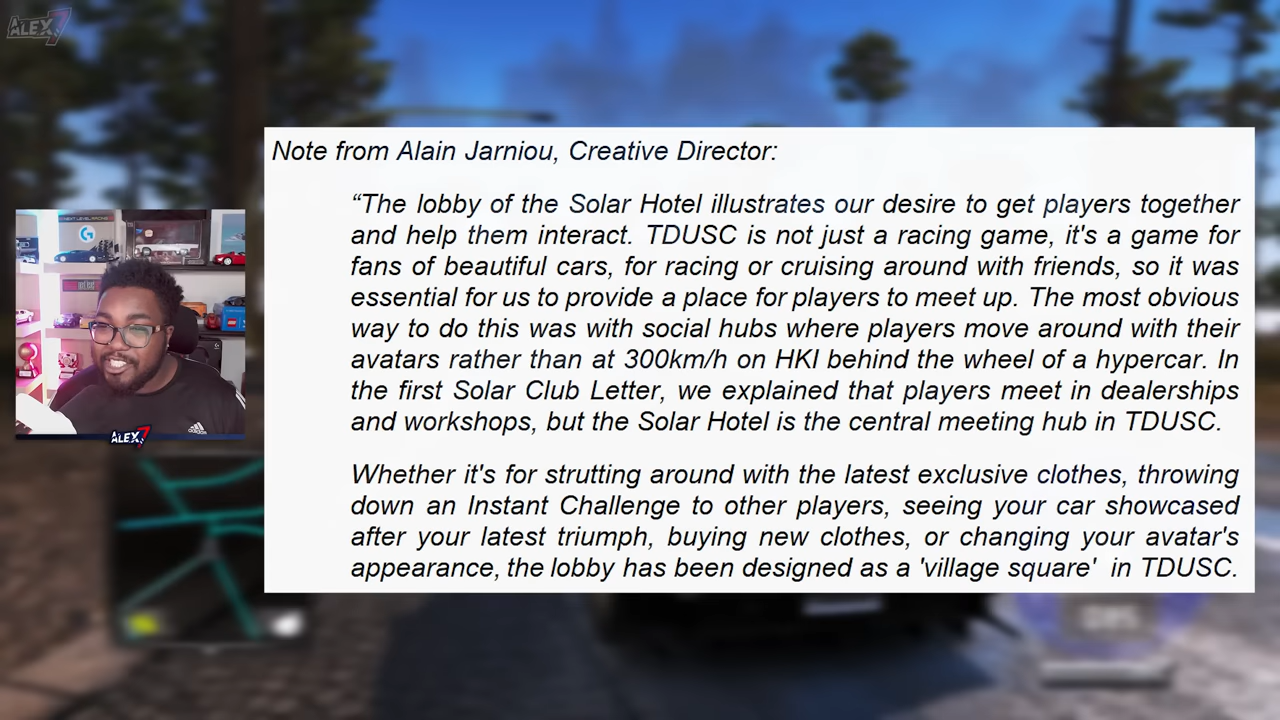 ALEX7
Note from Alain Jarniou, Creative Director:
“The lobby of the Solar Hotel illustrates our desire to get players together
and help them interact. TDUSC is not just a racing game, it's a game for
fans of beautiful cars, for racing or cruising around with friends, so it was
essential for us to provide a place for players to meet up. The most obvious
way to do this was with social hubs where players move around with their
avatars rather than at 300km/h on HKI behind the wheel of a hypercar. In
the first Solar Club Letter, we explained that players meet in dealerships
and workshops, but the Solar Hotel is the central meeting hub in TDUSC.
Whether it's for strutting around with the latest exclusive clothes, throwing
down an Instant Challenge to other players, seeing your car showcased
after your latest triumph, buying new clothes, or changing your avatar's
appearance, the lobby has been designed as a 'village square' in TDUSC.
adidas
ALEX7